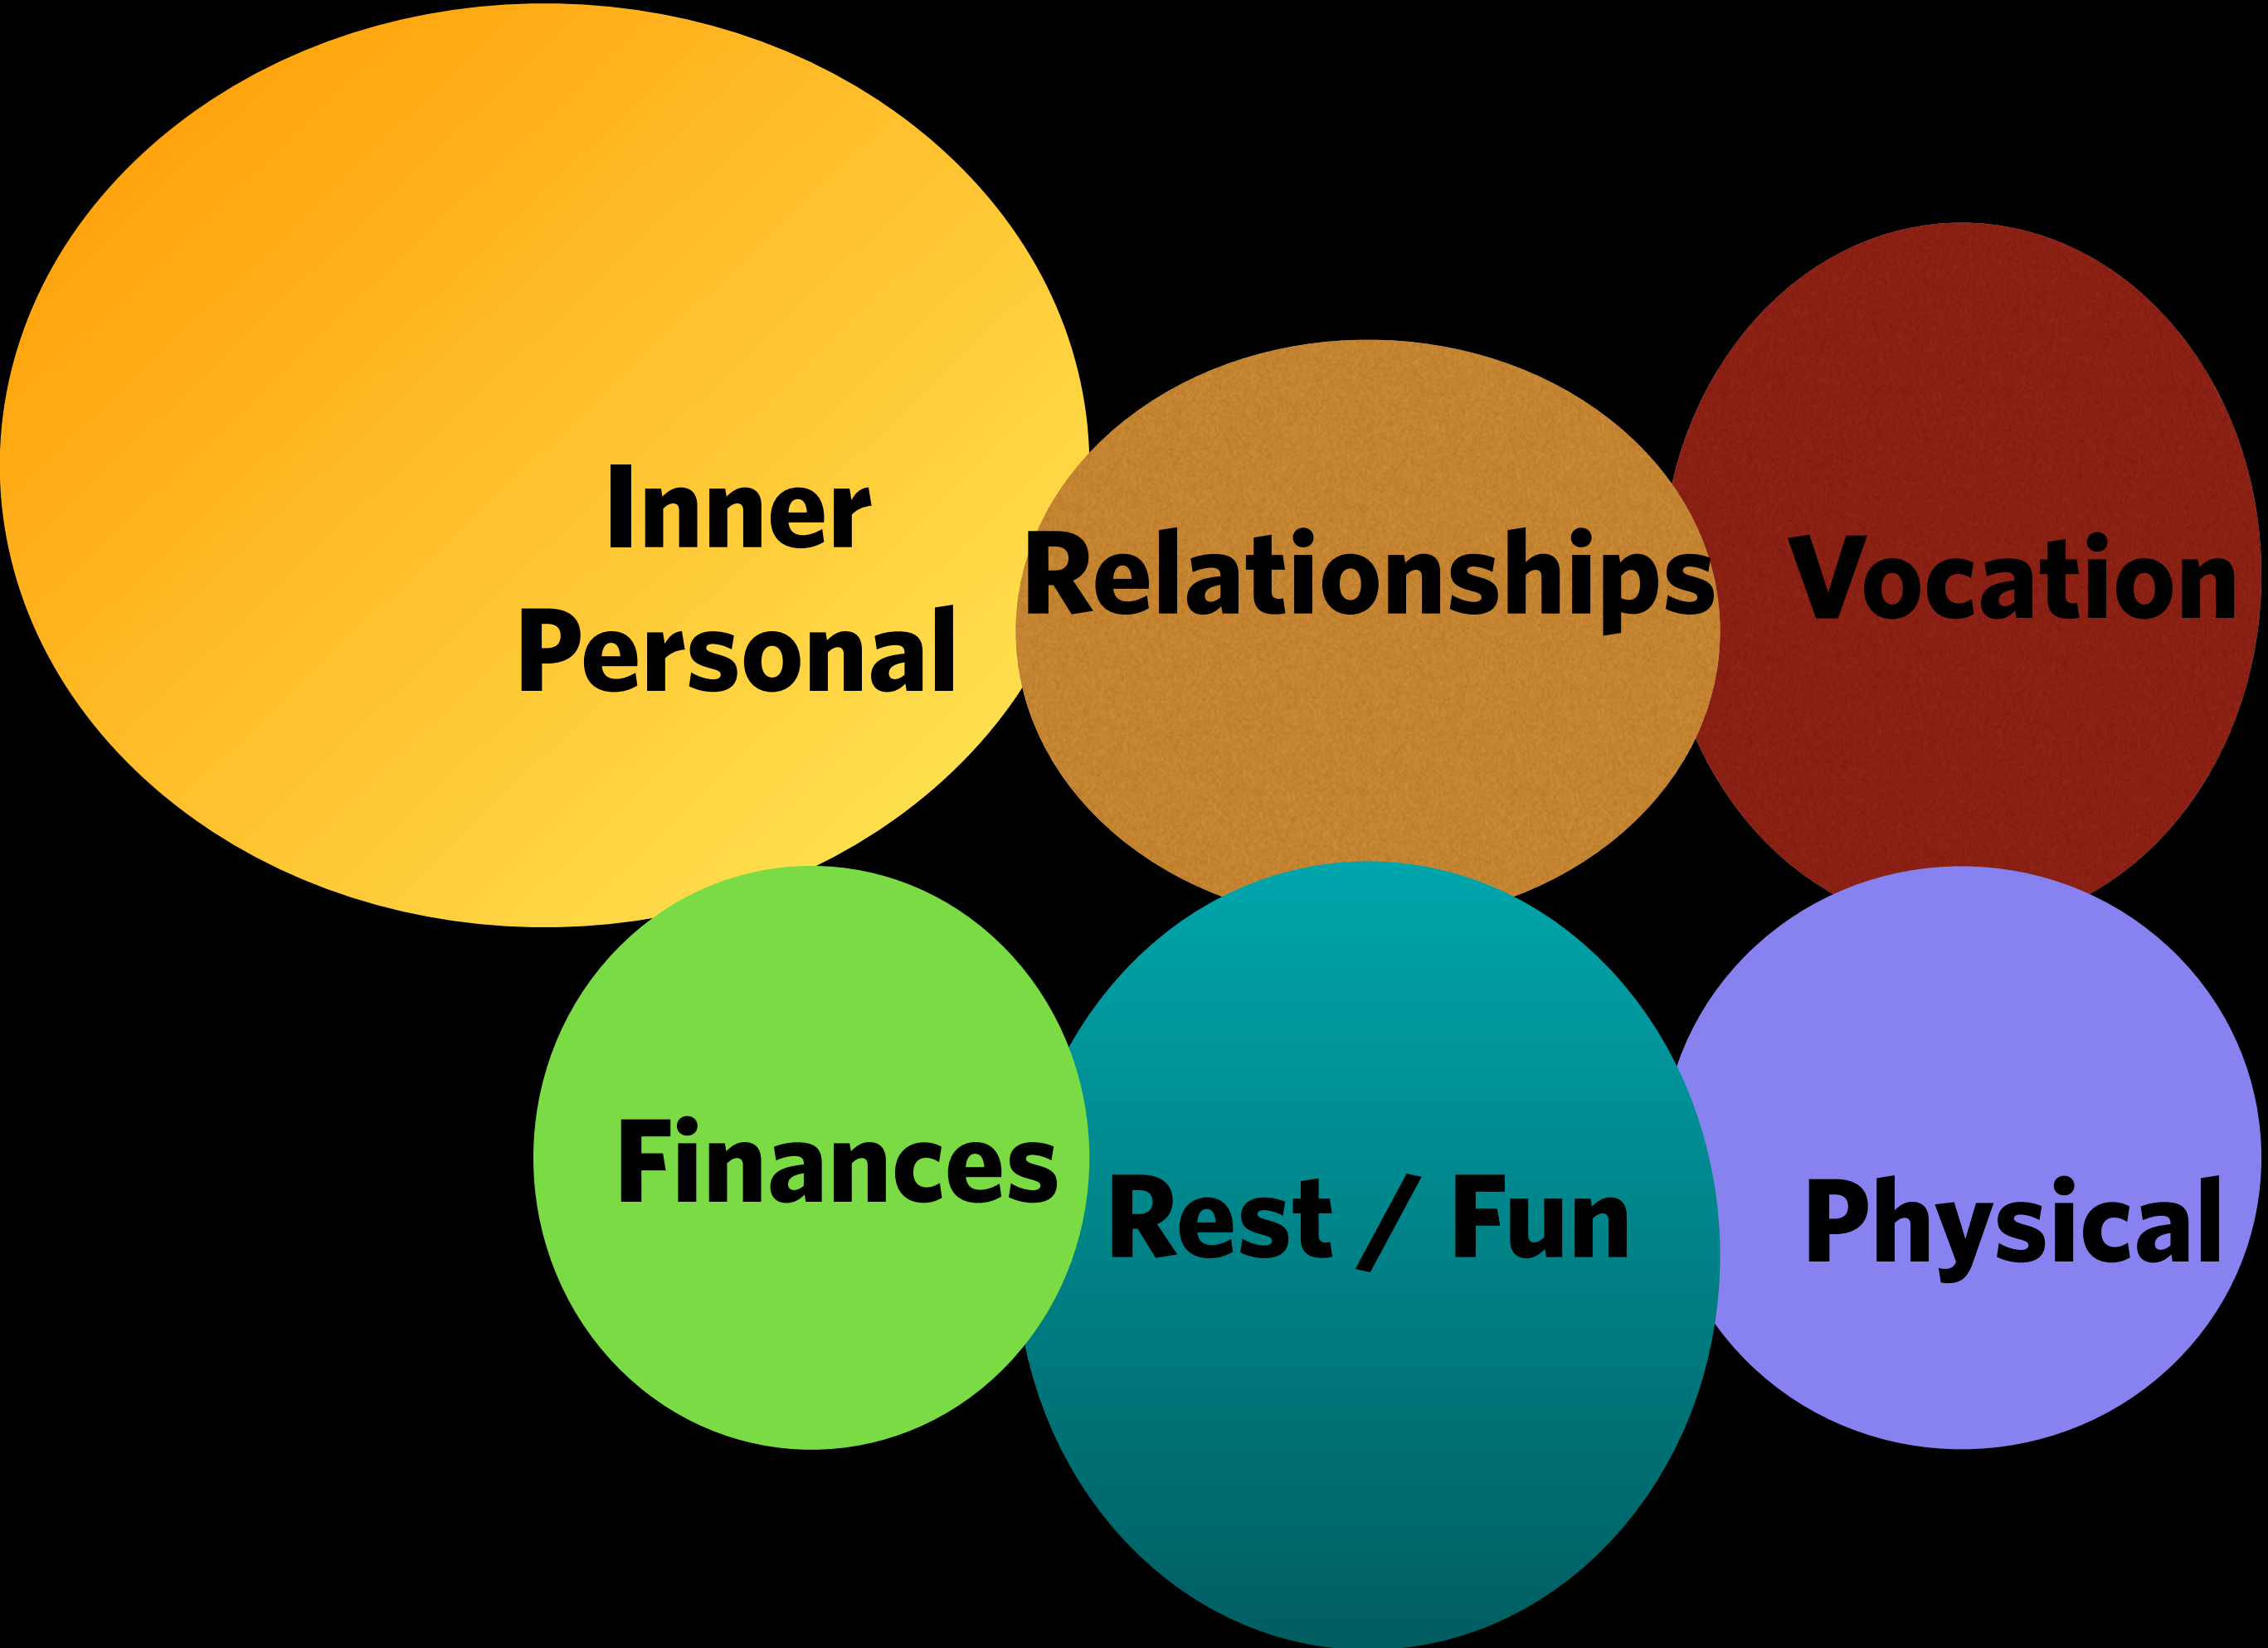 Inner
Personal
Relationships
Vocation
Finances
Rest / Fun
Physical